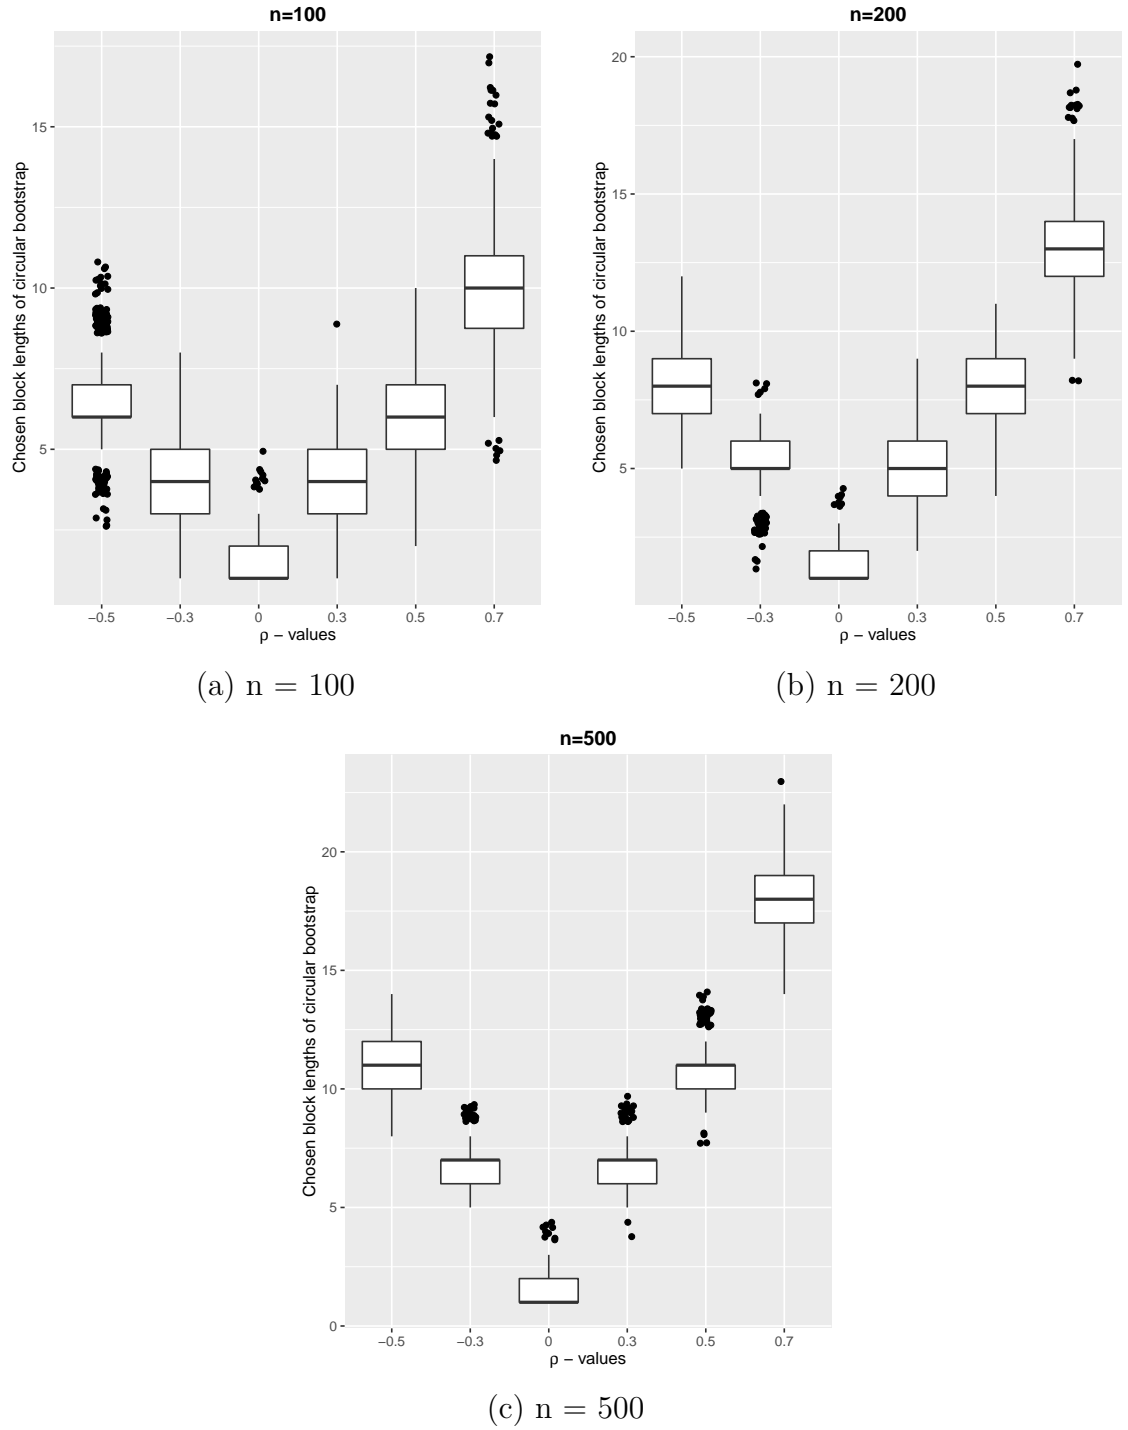 n=100
Chosen block lengths of circular bootstrap
15
10
5
−0.5 −0.3 0 0.3 0.5 0.7
ρ − values
(a) n = 100
n=200
Chosen block lengths of circular bootstrap
20
15
10
5
−0.5 −0.3 0 0.3 0.5 0.7
ρ − values
(b) n = 200
n=500
Chosen block lengths of circular bootstrap
20
15
10
5
0
−0.5 −0.3 0 0.3 0.5 0.7
ρ − values
(c) n = 500